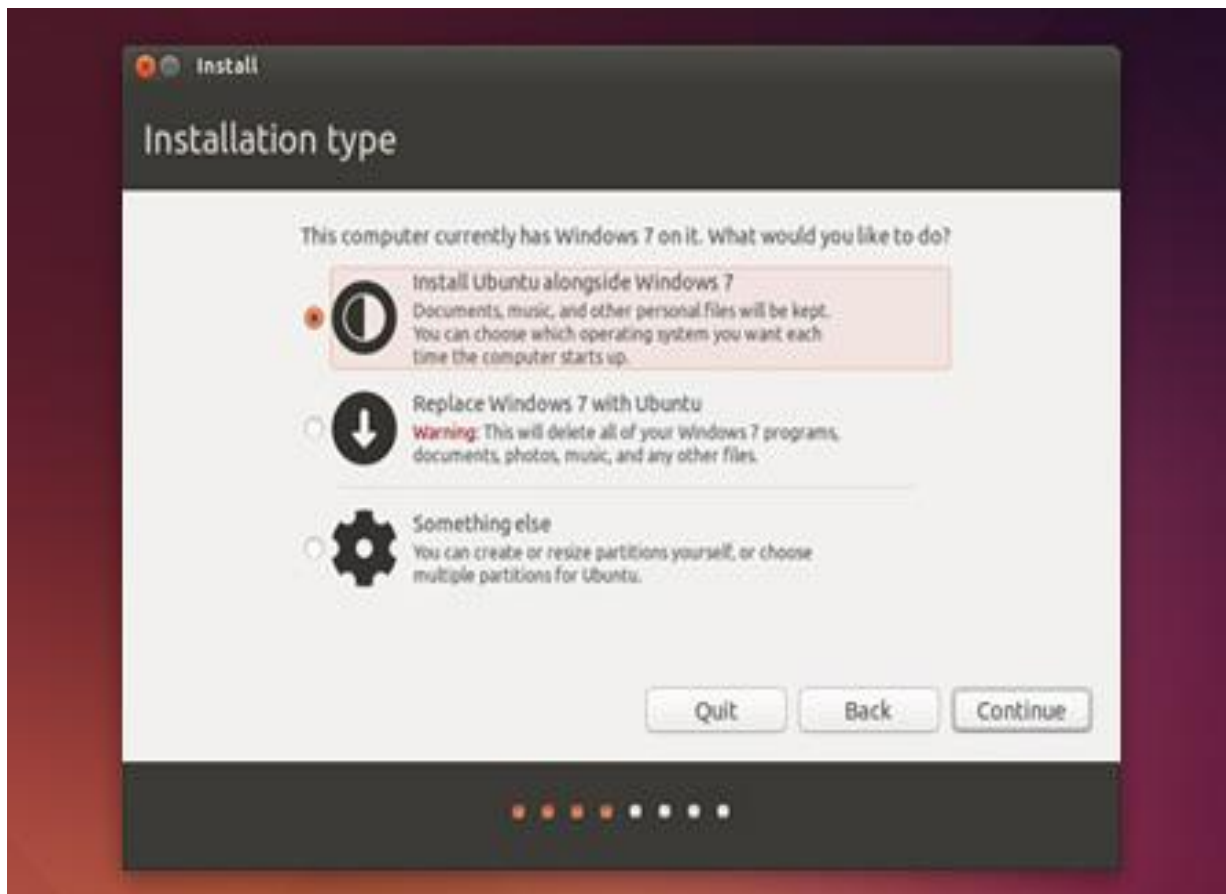 Install
Installation type
This computer currently has Windows 7 on it. What would you like to do?
Install Ubuntu alongside Windows 7
Documents, music, and other personal files will be kept.
You can choose which operating system you want each
time the computer starts up.
Replace Windows 7 with Ubuntu
Warning: This will delete all of your Windows 7 programs,
documents, photos, music, and any other files.
Something else
You can create or resize partitions yourself, or choose
multiple partitions for Ubuntu.
Quit Back Continue